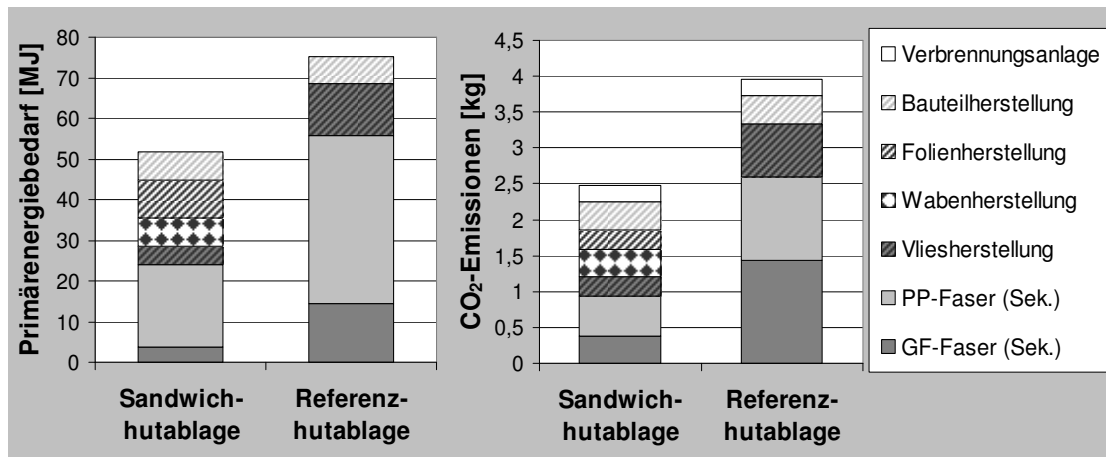 Primärenergiebedarf [MJ]
80
70
60
50
40
30
20
10
0
Sandwich-
hutablage
Referenz-
hutablage
CO₂-Emissionen [kg]
4,5
4
3,5
3
2,5
2
1,5
1
0,5
0
Sandwich-
hutablage
Referenz-
hutablage
Verbrennungsanlage
Bauteilherstellung
Folienherstellung
Wabenherstellung
Vliesherstellung
PP-Faser (Sek.)
GF-Faser (Sek.)